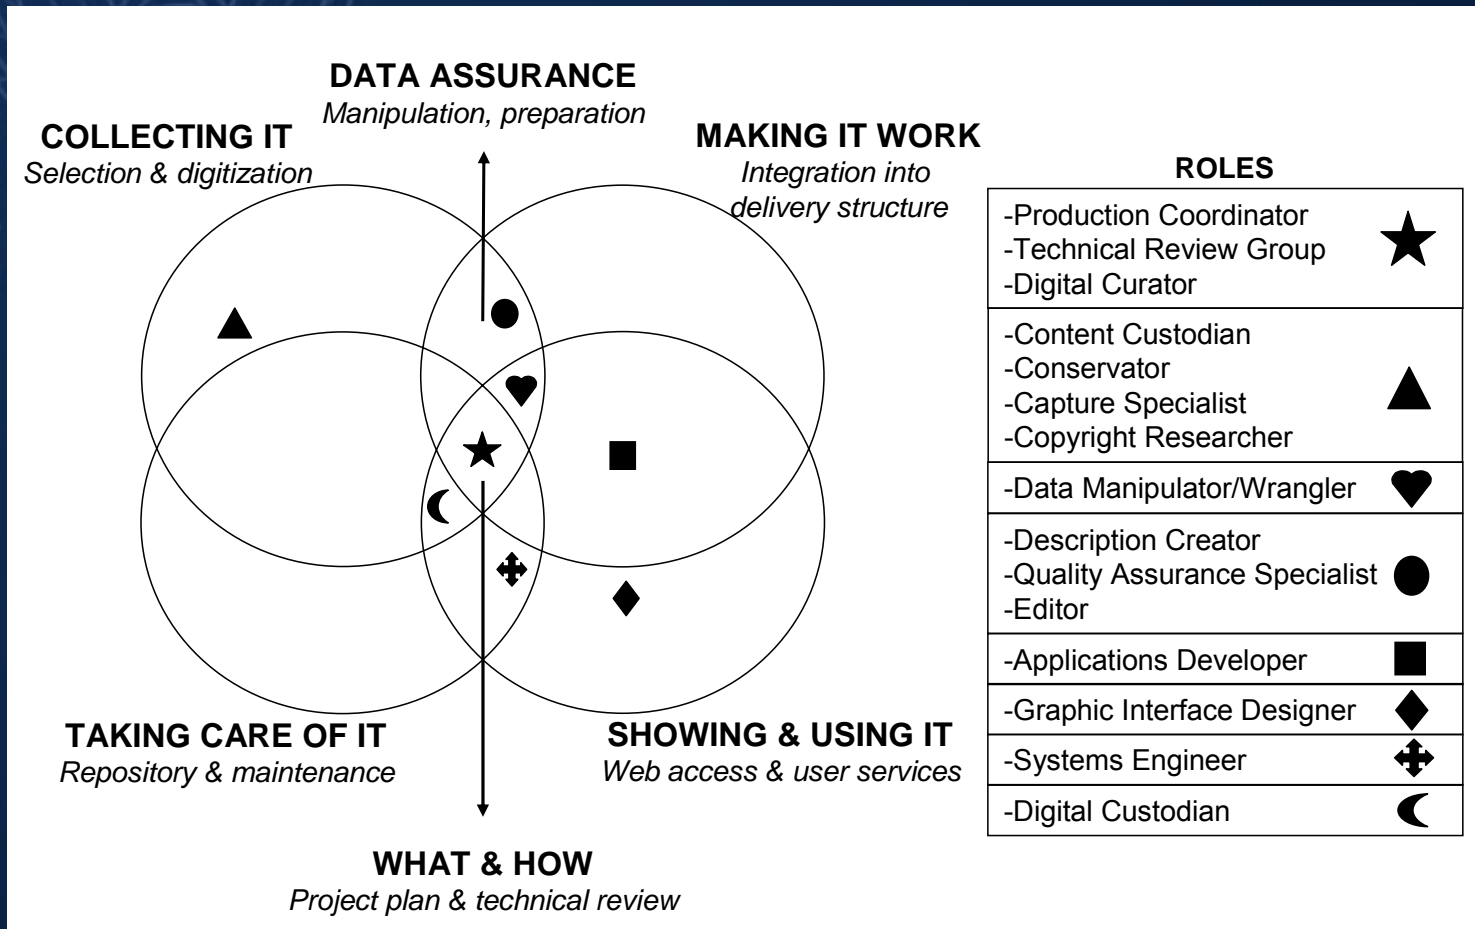 DATA ASSURANCE
Manipulation, preparation
COLLECTING IT
Selection & digitization
MAKING IT WORK
Integration into
delivery structure
TAKING CARE OF IT
Repository & maintenance
SHOWING & USING IT
Web access & user services
WHAT & HOW
Project plan & technical review
ROLES
-Production Coordinator
-Technical Review Group
-Digital Curator
-Content Custodian
-Conservator
-Capture Specialist
-Copyright Researcher
-Data Manipulator/Wrangler
-Description Creator
-Quality Assurance Specialist
-Editor
-Applications Developer
-Graphic Interface Designer
-Systems Engineer
-Digital Custodian